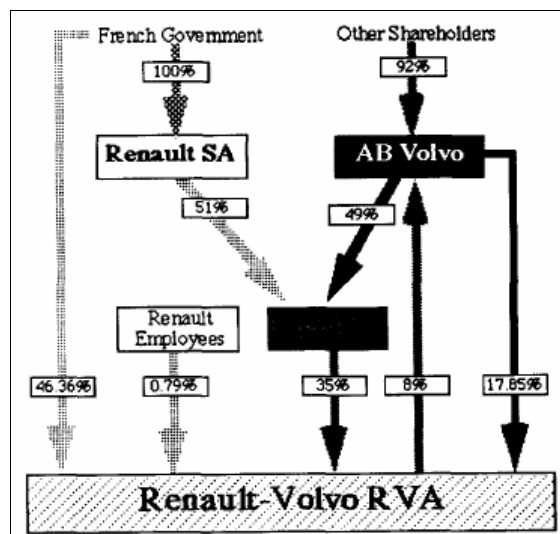 French Government
Other Shareholders
100%
92%
Renault SA
AB Volvo
51%
49%
Renault
Employees
46.36%
0.79%
35%
8%
17.85%
Renault-Volvo RVA